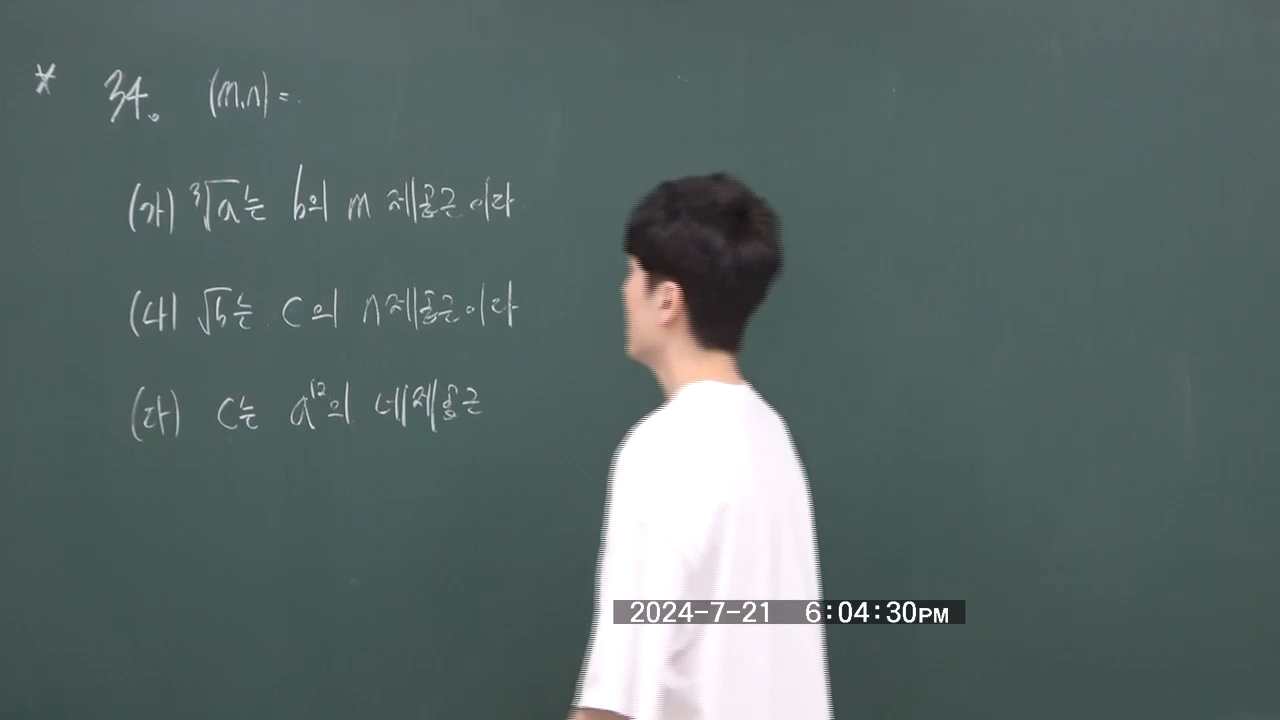 * 34. (m,n) =
(가) ∛a는 b의 m 제곱근이다
(나) √b는 c의 n제곱근이다
(다) c는 a¹²의 네제곱근
2024-7-21 6:04:30PM